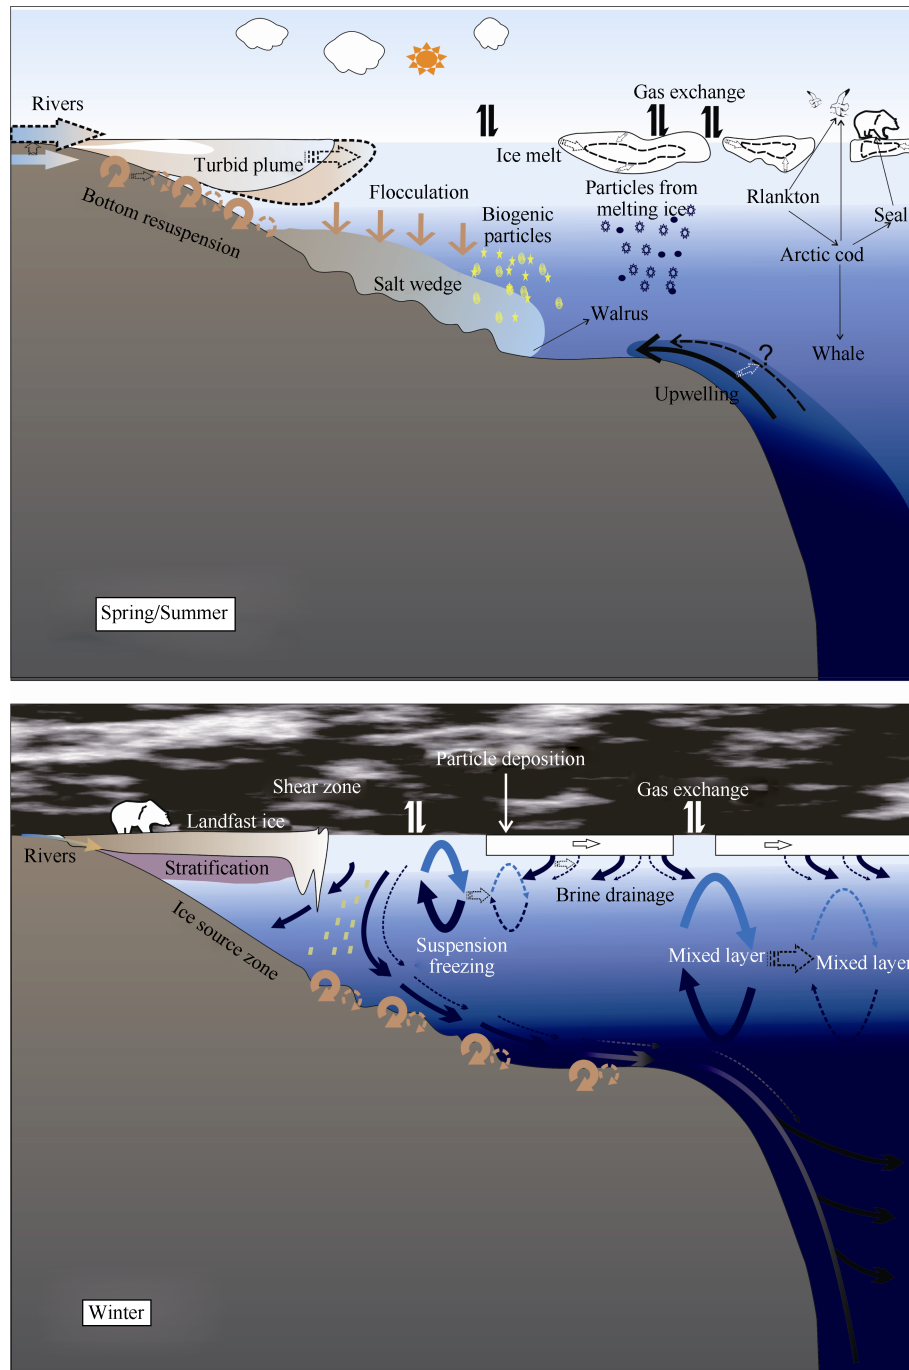 Rivers
Gas exchange
Ice melt
Turbid plume
Flocculation
Particles from
melting ice
Rlankton
Bottom resuspension
Biogenic
particles
Seal
Arctic cod
Salt wedge
Walrus
Whale
?
Upwelling
Spring/Summer
Particle deposition
Shear zone
Gas exchange
Landfast ice
Rivers
Stratification
Brine drainage
Ice source zone
Suspension
freezing
Mixed layer
Mixed layer
Winter